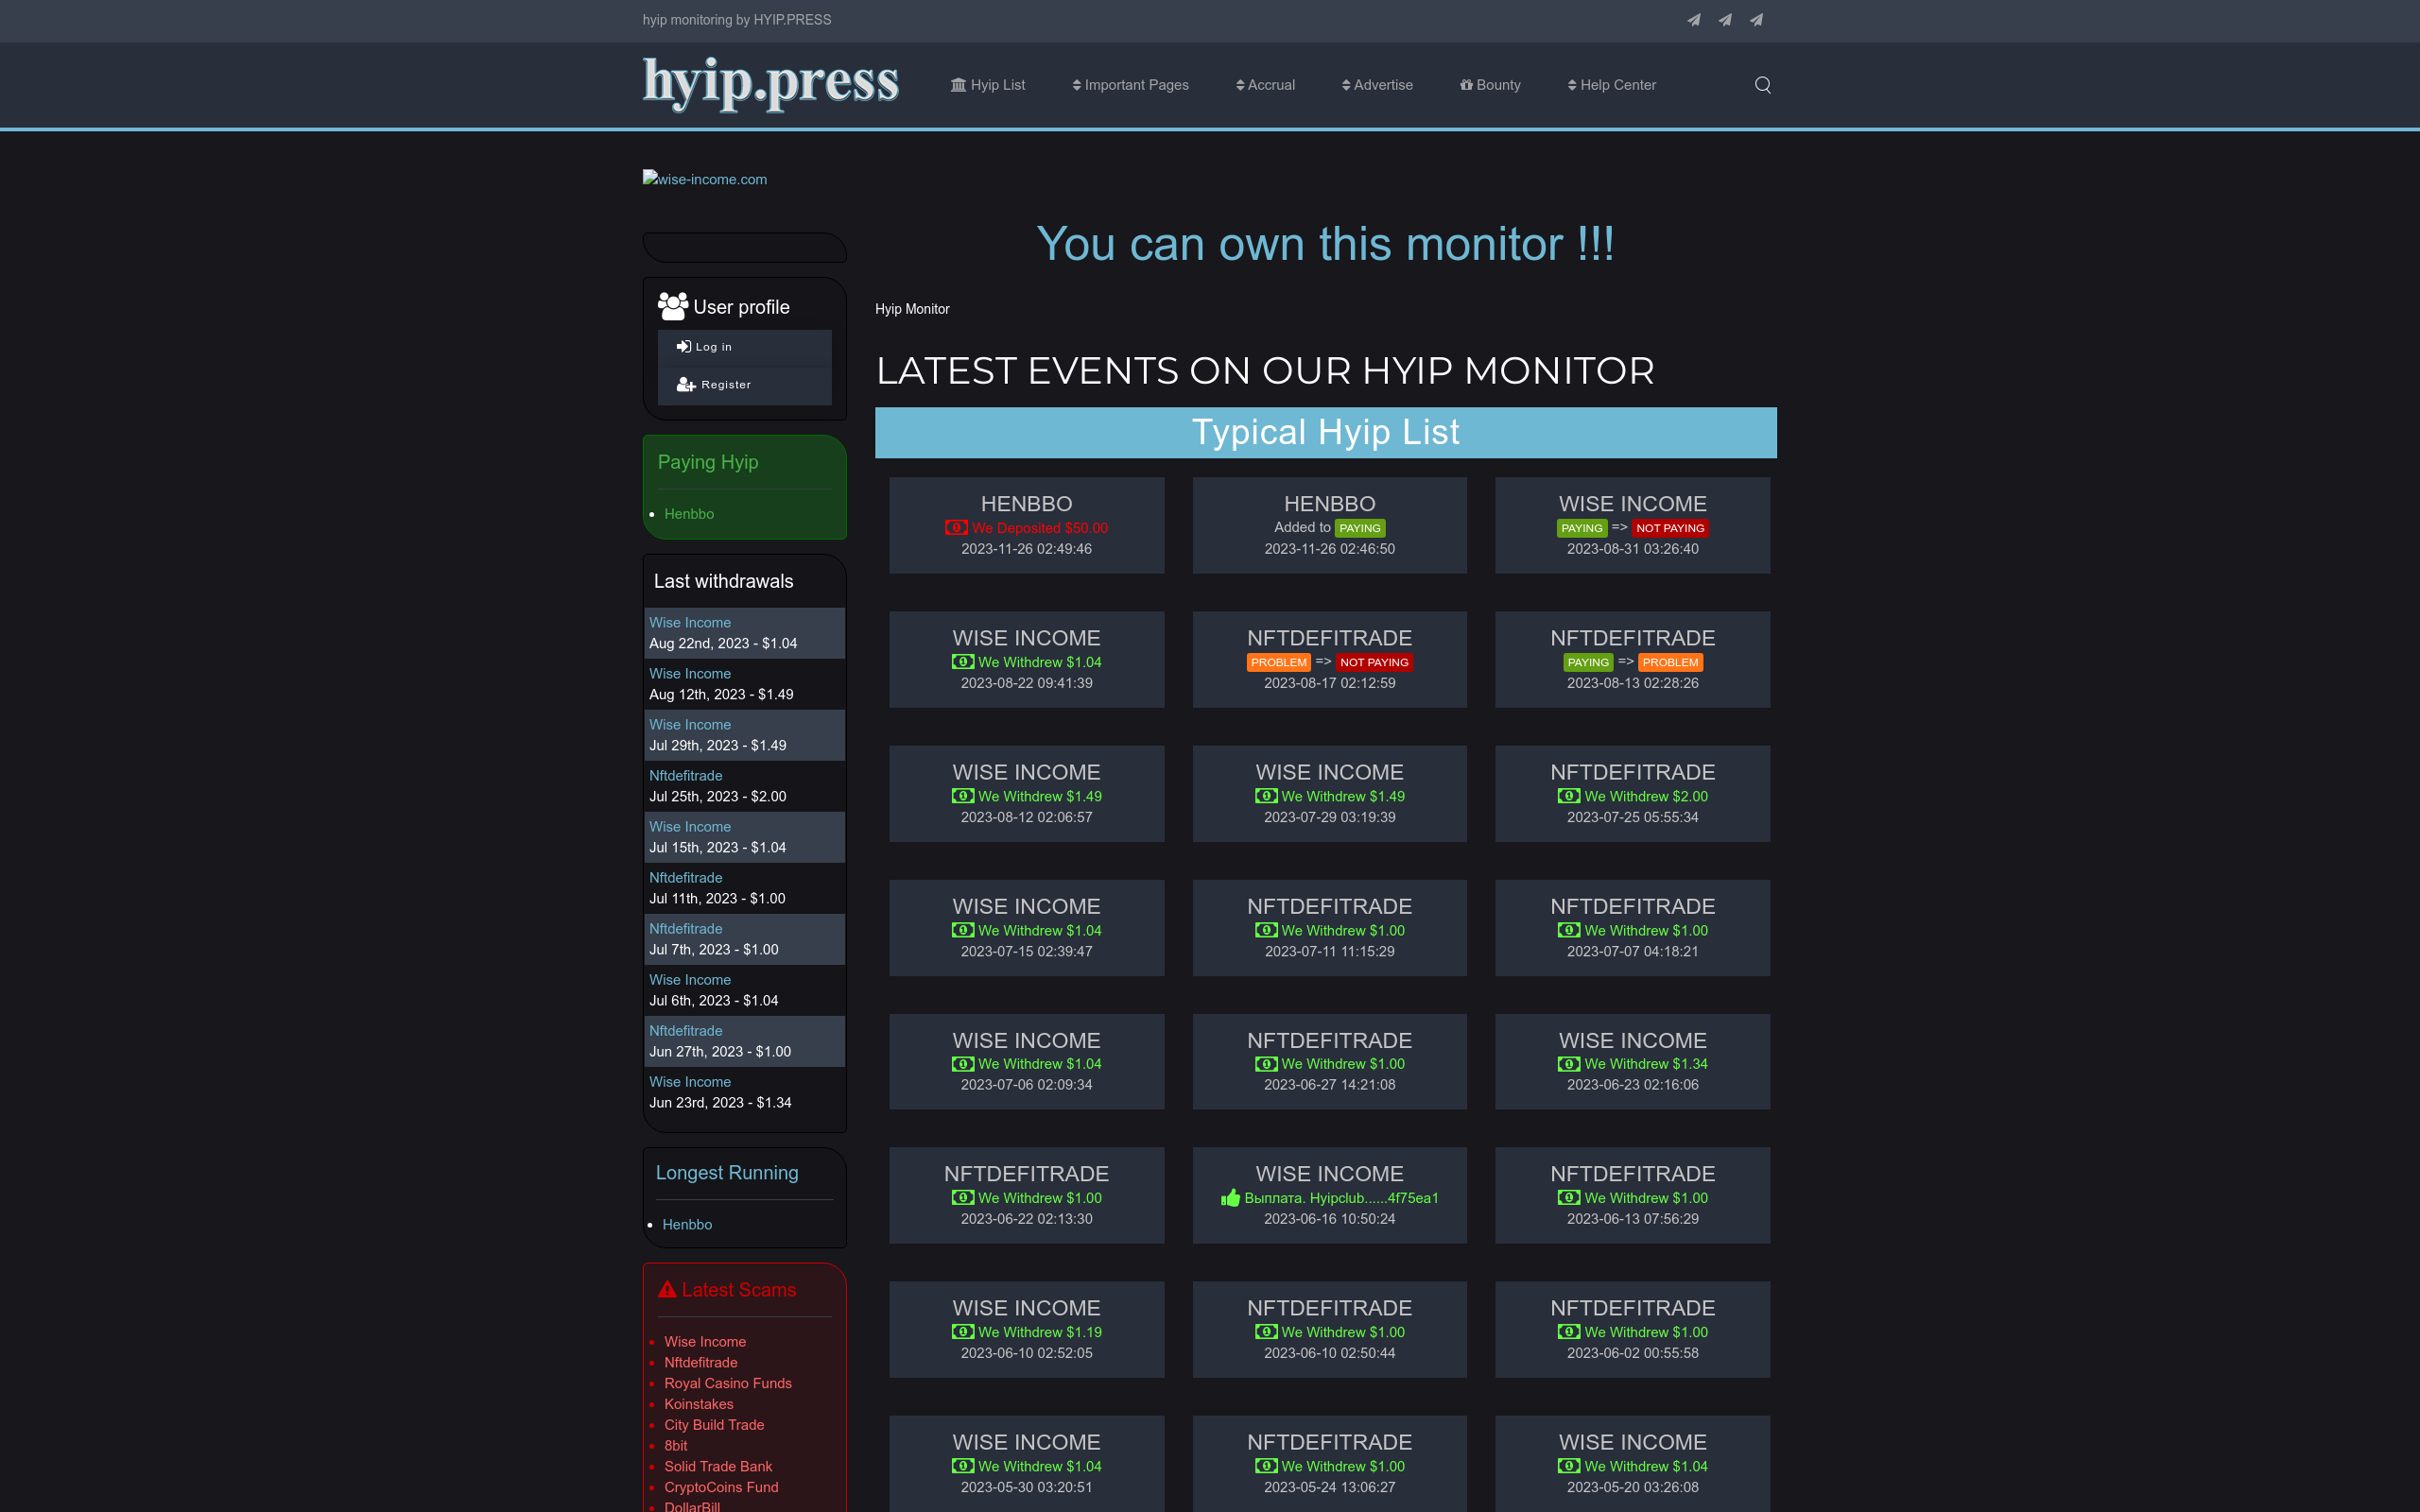 hyip monitoring by HYIP.PRESS
hyip.press
Hyip List
Important Pages
Accrual
Advertise
Bounty
Help Center
wise-income.com
User profile
Log in
Register
Paying Hyip
Henbbo
Last withdrawals
Wise Income
Aug 22nd, 2023 - $1.04
Wise Income
Aug 12th, 2023 - $1.49
Wise Income
Jul 29th, 2023 - $1.49
Nftdefitrade
Jul 25th, 2023 - $2.00
Wise Income
Jul 15th, 2023 - $1.04
Nftdefitrade
Jul 11th, 2023 - $1.00
Nftdefitrade
Jul 7th, 2023 - $1.00
Wise Income
Jul 6th, 2023 - $1.04
Nftdefitrade
Jun 27th, 2023 - $1.00
Wise Income
Jun 23rd, 2023 - $1.34
Longest Running
Henbbo
Latest Scams
Wise Income
Nftdefitrade
Royal Casino Funds
Koinstakes
City Build Trade
8bit
Solid Trade Bank
CryptoCoins Fund
DollarBill
You can own this monitor !!!
Hyip Monitor
LATEST EVENTS ON OUR HYIP MONITOR
Typical Hyip List
HENBBO
We Deposited $50.00
2023-11-26 02:49:46
HENBBO
Added to PAYING
2023-11-26 02:46:50
WISE INCOME
PAYING => NOT PAYING
2023-08-31 03:26:40
WISE INCOME
We Withdrew $1.04
2023-08-22 09:41:39
NFTDEFITRADE
PROBLEM => NOT PAYING
2023-08-17 02:12:59
NFTDEFITRADE
PAYING => PROBLEM
2023-08-13 02:28:26
WISE INCOME
We Withdrew $1.49
2023-08-12 02:06:57
WISE INCOME
We Withdrew $1.49
2023-07-29 03:19:39
NFTDEFITRADE
We Withdrew $2.00
2023-07-25 05:55:34
WISE INCOME
We Withdrew $1.04
2023-07-15 02:39:47
NFTDEFITRADE
We Withdrew $1.00
2023-07-11 11:15:29
NFTDEFITRADE
We Withdrew $1.00
2023-07-07 04:18:21
WISE INCOME
We Withdrew $1.04
2023-07-06 02:09:34
NFTDEFITRADE
We Withdrew $1.00
2023-06-27 14:21:08
WISE INCOME
We Withdrew $1.34
2023-06-23 02:16:06
NFTDEFITRADE
We Withdrew $1.00
2023-06-22 02:13:30
WISE INCOME
Выплата. Hyipclub......4f75ea1
2023-06-16 10:50:24
NFTDEFITRADE
We Withdrew $1.00
2023-06-13 07:56:29
WISE INCOME
We Withdrew $1.19
2023-06-10 02:52:05
NFTDEFITRADE
We Withdrew $1.00
2023-06-10 02:50:44
NFTDEFITRADE
We Withdrew $1.00
2023-06-02 00:55:58
WISE INCOME
We Withdrew $1.04
2023-05-30 03:20:51
NFTDEFITRADE
We Withdrew $1.00
2023-05-24 13:06:27
WISE INCOME
We Withdrew $1.04
2023-05-20 03:26:08